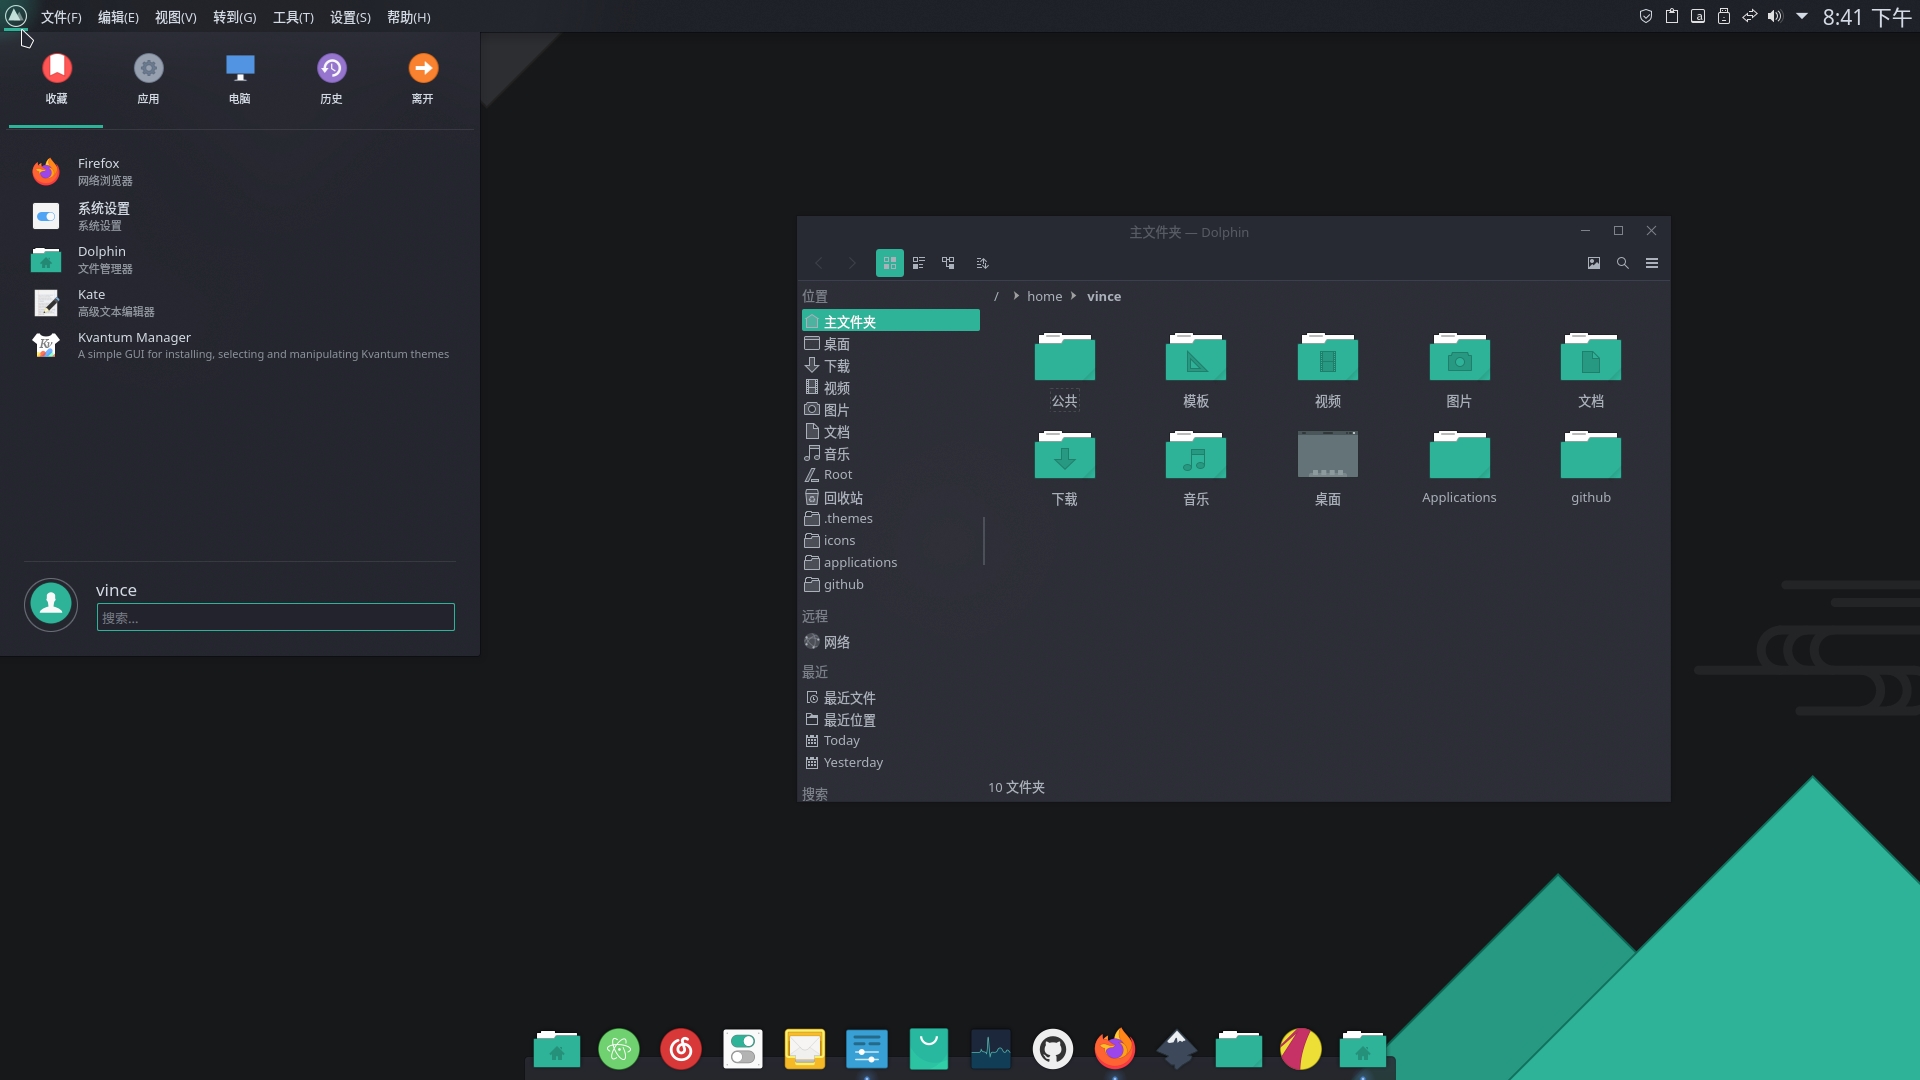 文件(F) 编辑(E) 视图(V) 转到(G) 工具(T) 设置(S) 帮助(H)
8:41 下午
收藏 应用 电脑 历史 离开
Firefox
网络浏览器
系统设置
系统设置
Dolphin
文件管理器
Kate
高级文本编辑器
Kvantum Manager
A simple GUI for installing, selecting and manipulating Kvantum themes
vince
搜索...
主文件夹 — Dolphin
/ home vince
位置
主文件夹
桌面
下载
视频
图片
文档
音乐
Root
回收站
.themes
icons
applications
github
远程
网络
最近
最近文件
最近位置
Today
Yesterday
搜索
公共 模板 视频 图片 文档
下载 音乐 桌面 Applications github
10 文件夹